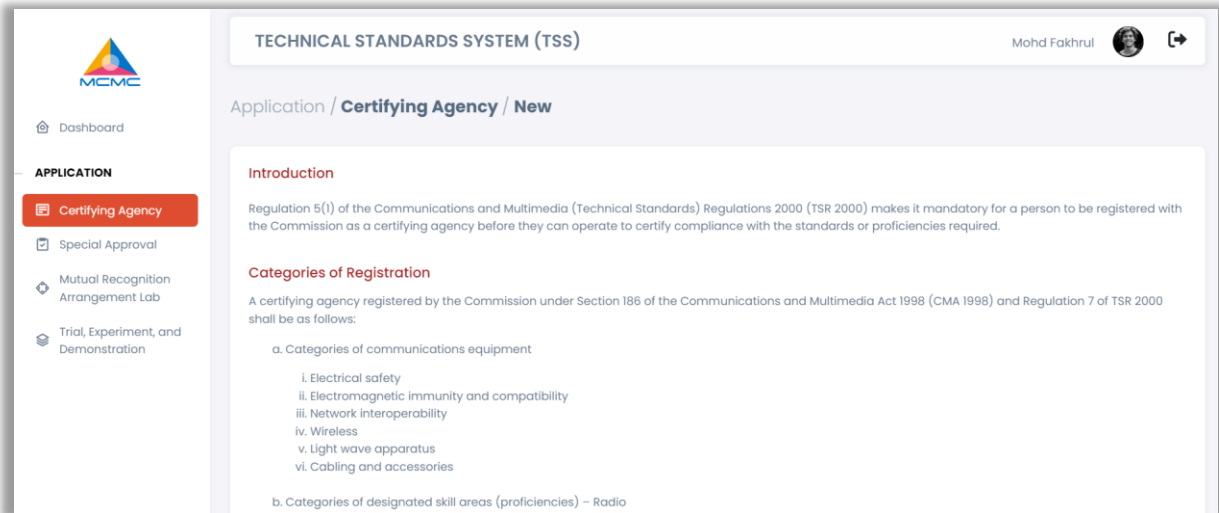 MCMC
Dashboard
APPLICATION
Certifying Agency
Special Approval
Mutual Recognition
Arrangement Lab
Trial, Experiment, and
Demonstration
TECHNICAL STANDARDS SYSTEM (TSS)
Mohd Fakhrul
Application / Certifying Agency / New
Introduction
Regulation 5(1) of the Communications and Multimedia (Technical Standards) Regulations 2000 (TSR 2000) makes it mandatory for a person to be registered with
the Commission as a certifying agency before they can operate to certify compliance with the standards or proficiencies required.
Categories of Registration
A certifying agency registered by the Commission under Section 186 of the Communications and Multimedia Act 1998 (CMA 1998) and Regulation 7 of TSR 2000
shall be as follows:
a. Categories of communications equipment
i. Electrical safety
ii. Electromagnetic immunity and compatibility
iii. Network interoperability
iv. Wireless
v. Light wave apparatus
vi. Cabling and accessories
b. Categories of designated skill areas (proficiencies) – Radio